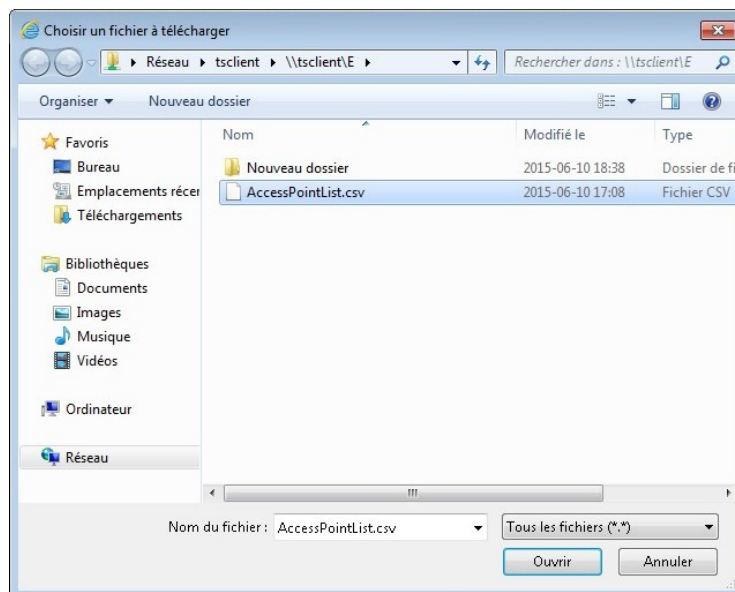 Choisir un fichier à télécharger
Réseau tsclient \\tsclient\E
Rechercher dans : \\tsclient\E
Organiser Nouveau dossier
Favoris
Bureau
Emplacements récer
Téléchargements
Bibliothèques
Documents
Images
Musique
Vidéos
Ordinateur
Réseau
Nom Modifié le Type
Nouveau dossier 2015-06-10 18:38 Dossier de fi
AccessPointList.csv 2015-06-10 17:08 Fichier CSV
Nom du fichier : AccessPointList.csv Tous les fichiers (*.*)
Ouvrir Annuler